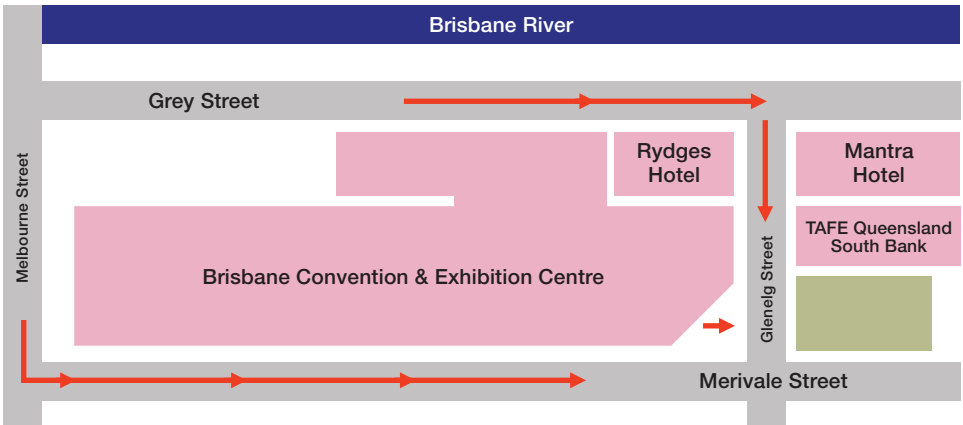 Brisbane River
Grey Street
Rydges
Hotel
Mantra
Hotel
Melbourne Street
TAFE Queensland
South Bank
Brisbane Convention & Exhibition Centre
Glenelg Street
Merivale Street